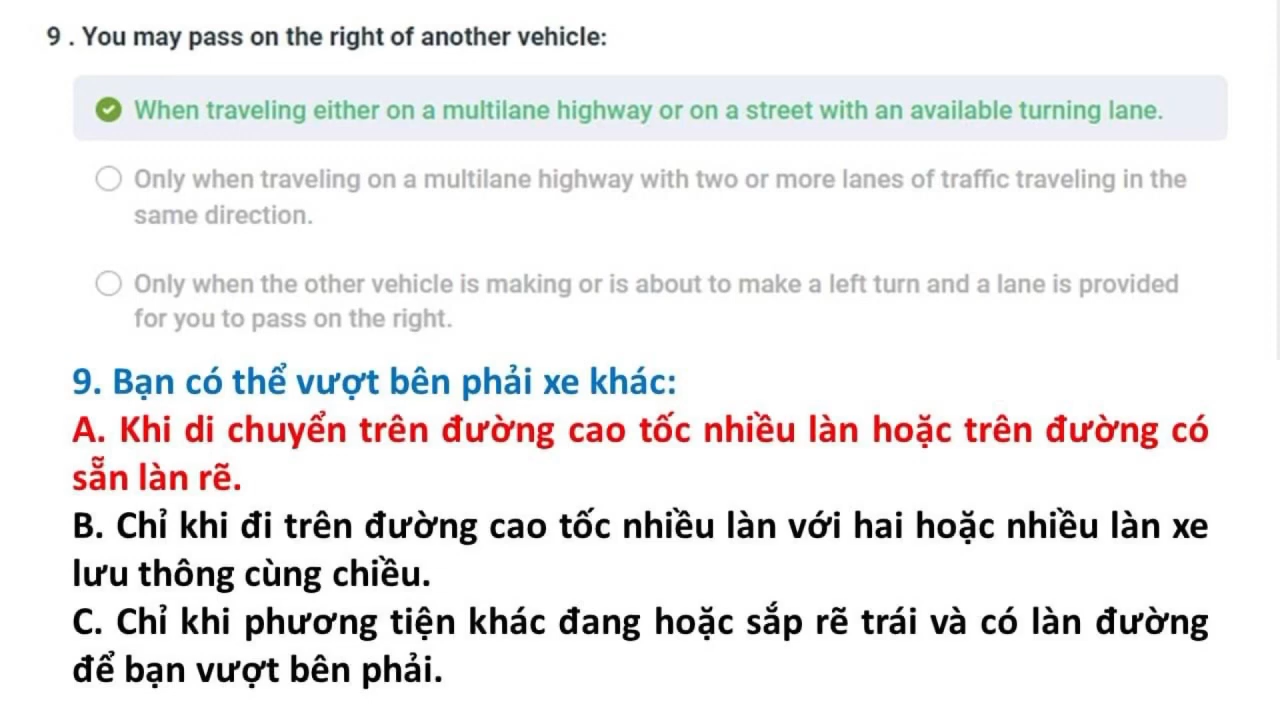 9 . You may pass on the right of another vehicle:
When traveling either on a multilane highway or on a street with an available turning lane.
Only when traveling on a multilane highway with two or more lanes of traffic traveling in the
same direction.
Only when the other vehicle is making or is about to make a left turn and a lane is provided
for you to pass on the right.
9. Bạn có thể vượt bên phải xe khác:
A. Khi di chuyển trên đường cao tốc nhiều làn hoặc trên đường có
sẵn làn rẽ.
B. Chỉ khi đi trên đường cao tốc nhiều làn với hai hoặc nhiều làn xe
lưu thông cùng chiều.
C. Chỉ khi phương tiện khác đang hoặc sắp rẽ trái và có làn đường
để bạn vượt bên phải.